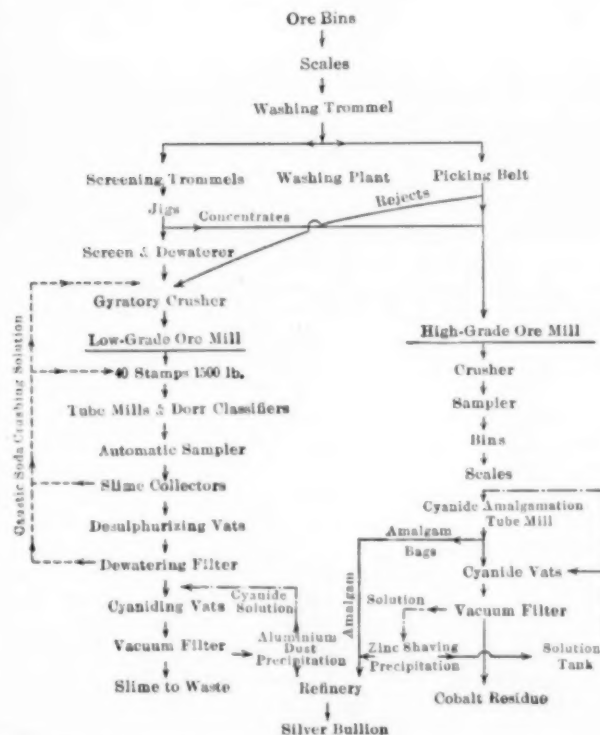 Ore Bins
Scales
Washing Trommel
Screening Trommels
Washing Plant
Picking Belt
Rejects
Jigs
Concentrates
Screen & Dewaterer
Gyratory Crusher
Low-Grade Ore Mill
High-Grade Ore Mill
40 Stamps 1500 lb.
Crusher
Tube Mills & Dorr Classifiers
Sampler
Automatic Sampler
Bins
Slime Collectors
Scales
Caustic Soda Crushing Solution
Desulphurizing Vats
Cyanide Amalgamation
Tube Mill
Amalgam
Bags
Dewatering Filter
Cyanide Vats
Cyaniding Vats
Cyanide
Solution
Amalgam
Solution
Vacuum Filter
Vacuum Filter
Aluminium
Dust
Precipitation
Zinc Shaving
Precipitation
Solution
Tank
Slime to Waste
Refinery
Cobalt Residue
Silver Bullion